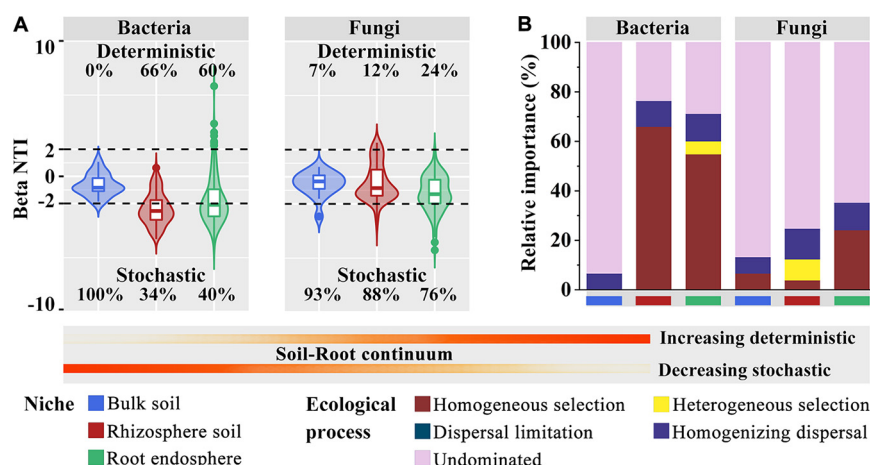 A
Bacteria
Fungi
10
2
0
-2
-10
Beta NTI
Deterministic
0% 66% 60%
Stochastic
100% 34% 40%
Deterministic
7% 12% 24%
Stochastic
93% 88% 76%
B
Bacteria
Fungi
Relative importance (%)
100
80
60
40
20
0
Increasing deterministic
Soil-Root continuum
Decreasing stochastic
Niche
Bulk soil
Rhizosphere soil
Root endosphere
Ecological
process
Homogeneous selection
Dispersal limitation
Undominated
Heterogeneous selection
Homogenizing dispersal